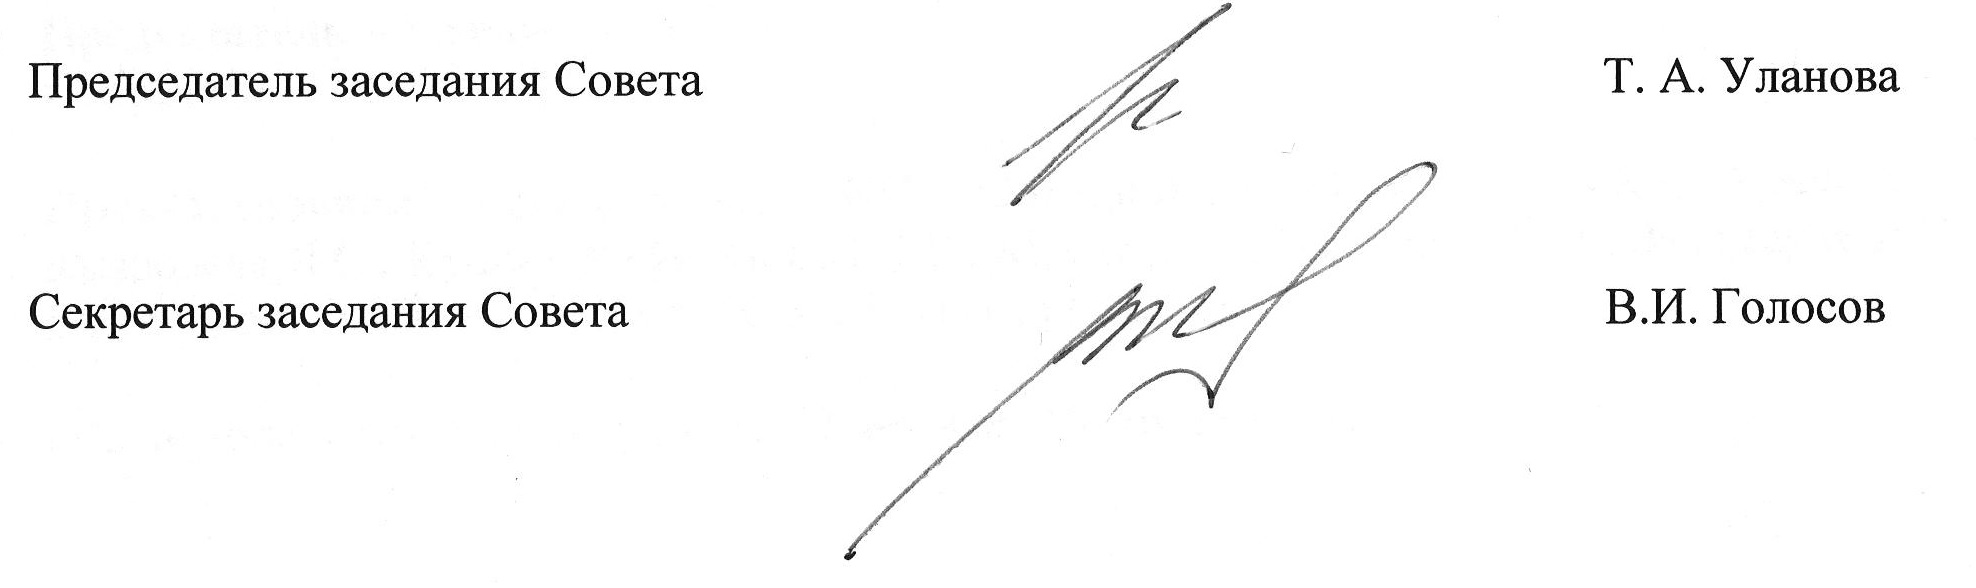 Председатель заседания Совета Т. А. Уланова
Секретарь заседания Совета В.И. Голосов